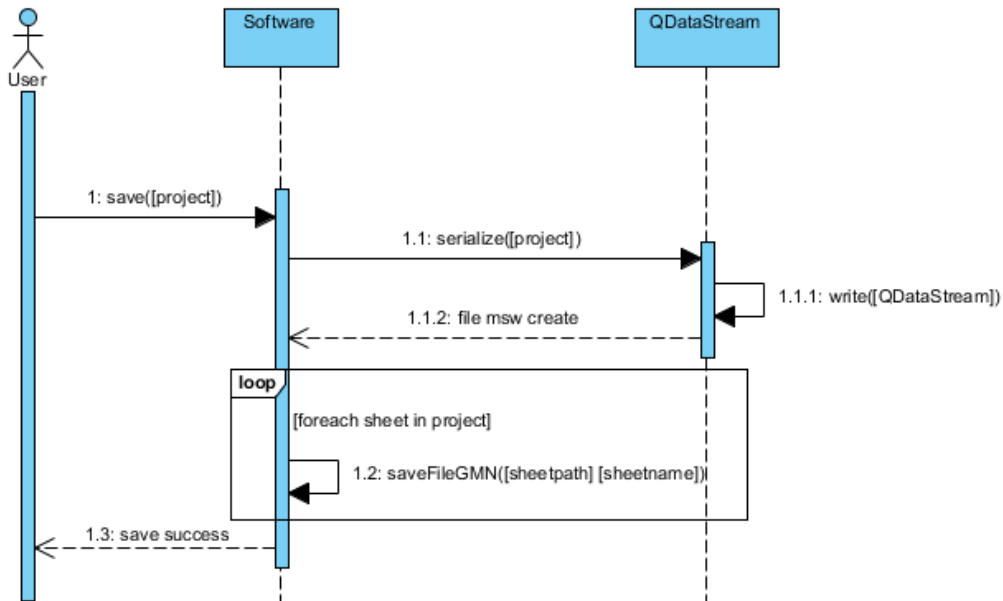 Software
QDataStream
User
1: save([project])
1.1: serialize([project])
1.1.1: write([QDataStream])
1.1.2: file msw create
loop
[foreach sheet in project]
1.2: saveFileGMN([sheetpath] [sheetname])
1.3: save success